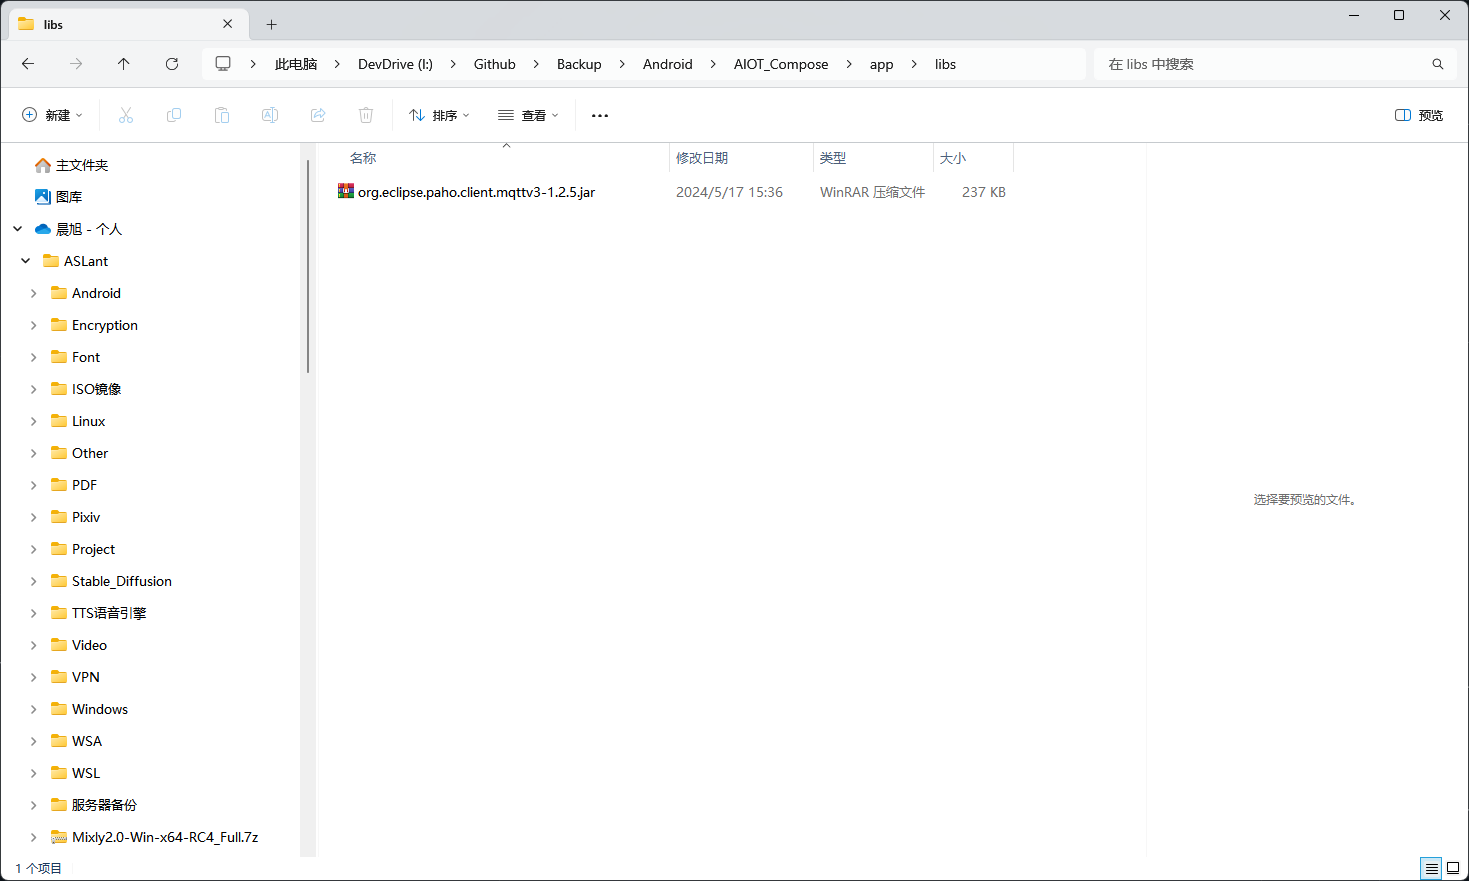 libs
此电脑 DevDrive (I:) Github Backup Android AIOT_Compose app libs
在 libs 中搜索
新建 排序 查看 预览
主文件夹
图库
晨旭 - 个人
ASLant
Android
Encryption
Font
ISO镜像
Linux
Other
PDF
Pixiv
Project
Stable_Diffusion
TTS语音引擎
Video
VPN
Windows
WSA
WSL
服务器备份
Mixly2.0-Win-x64-RC4_Full.7z
名称 修改日期 类型 大小
org.eclipse.paho.client.mqttv3-1.2.5.jar 2024/5/17 15:36 WinRAR 压缩文件 237 KB
选择要预览的文件。
1 个项目